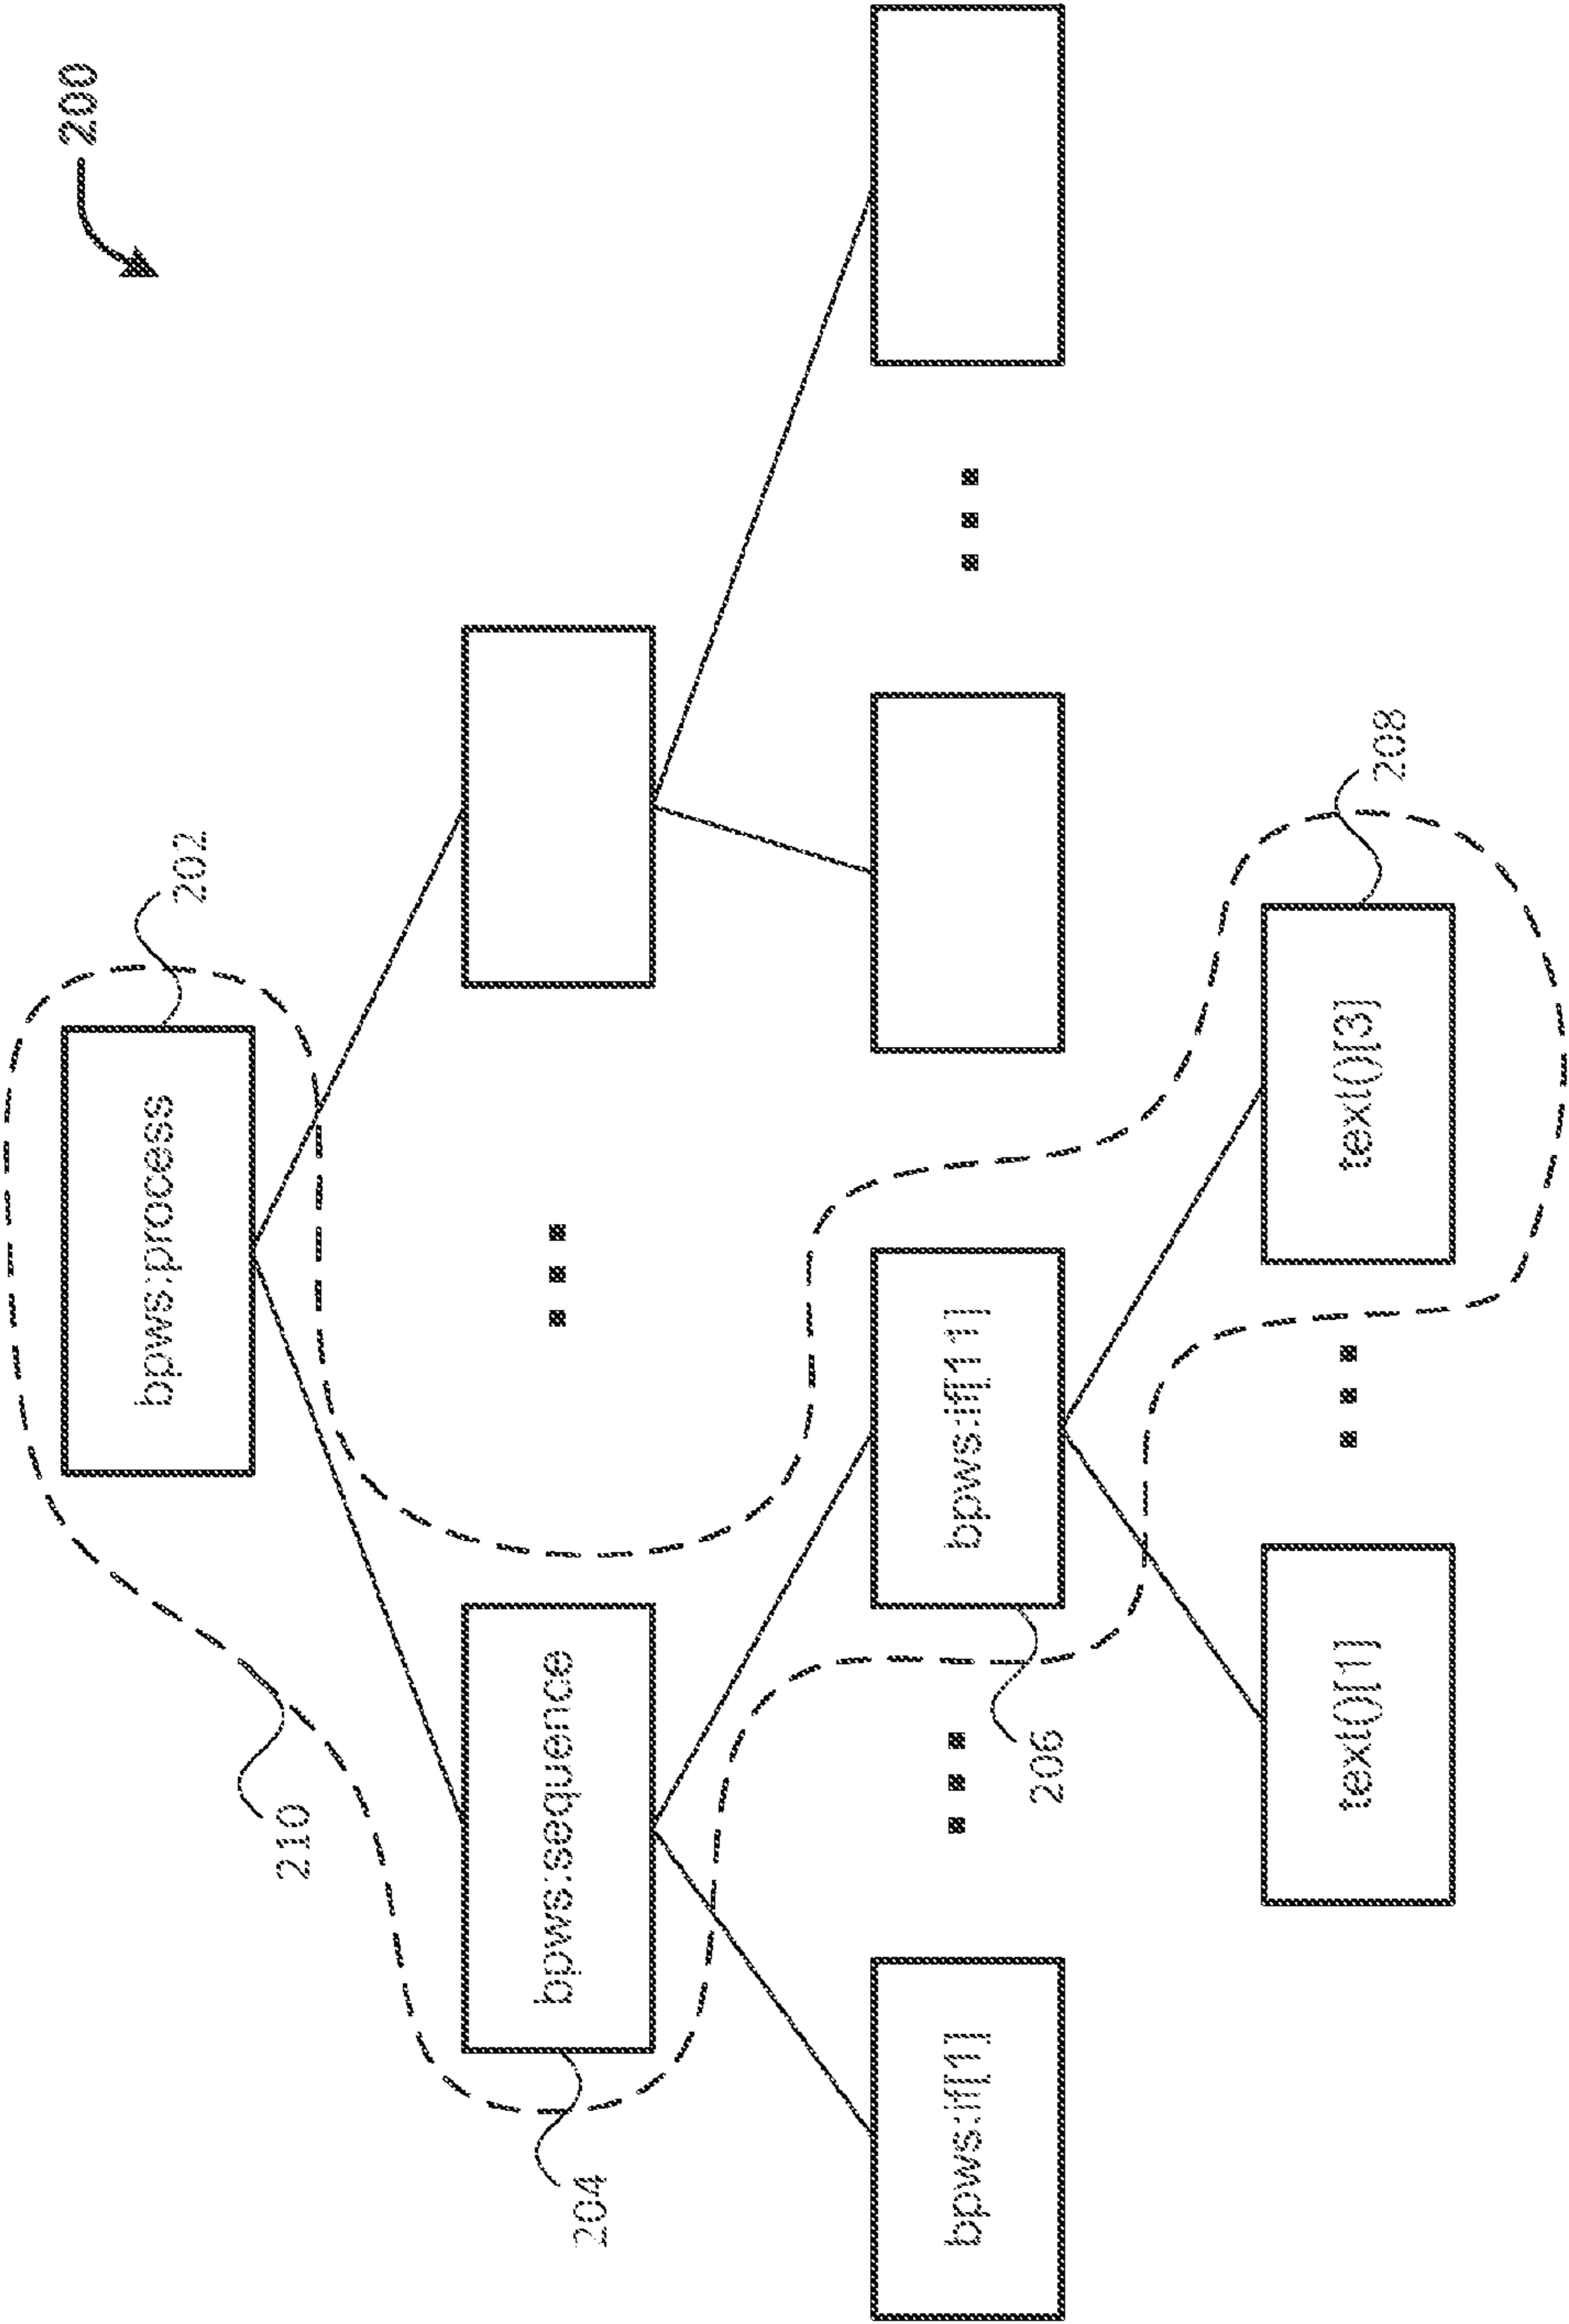 200
bpws:process
202
210
bpws:sequence
204
bpws:if[1]
bpws:if[11]
206
text()[1]
text()[3]
208